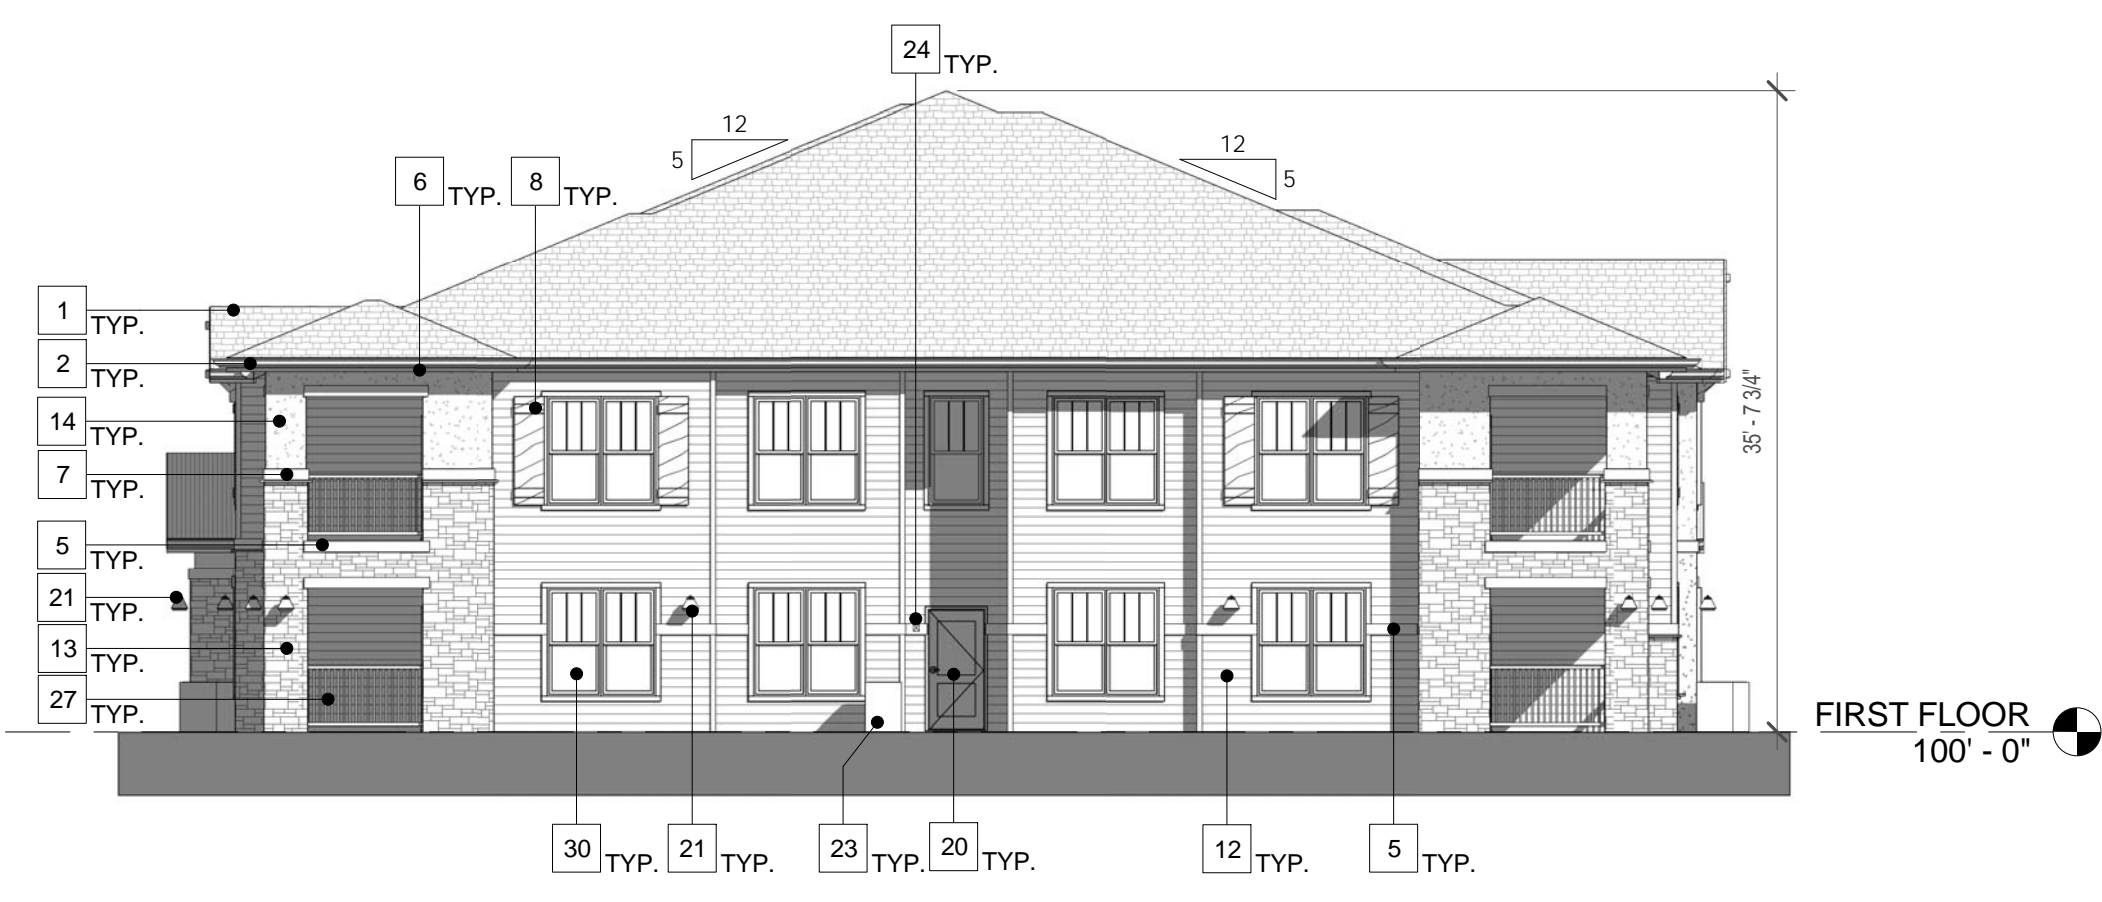 24 TYP.
12
5
12
5
6 TYP.
8 TYP.
1 TYP.
2 TYP.
14 TYP.
7 TYP.
5 TYP.
21 TYP.
13 TYP.
27 TYP.
35' - 7 3/4"
FIRST FLOOR
100' - 0"
30 TYP.
21 TYP.
23 TYP.
20 TYP.
12 TYP.
5 TYP.